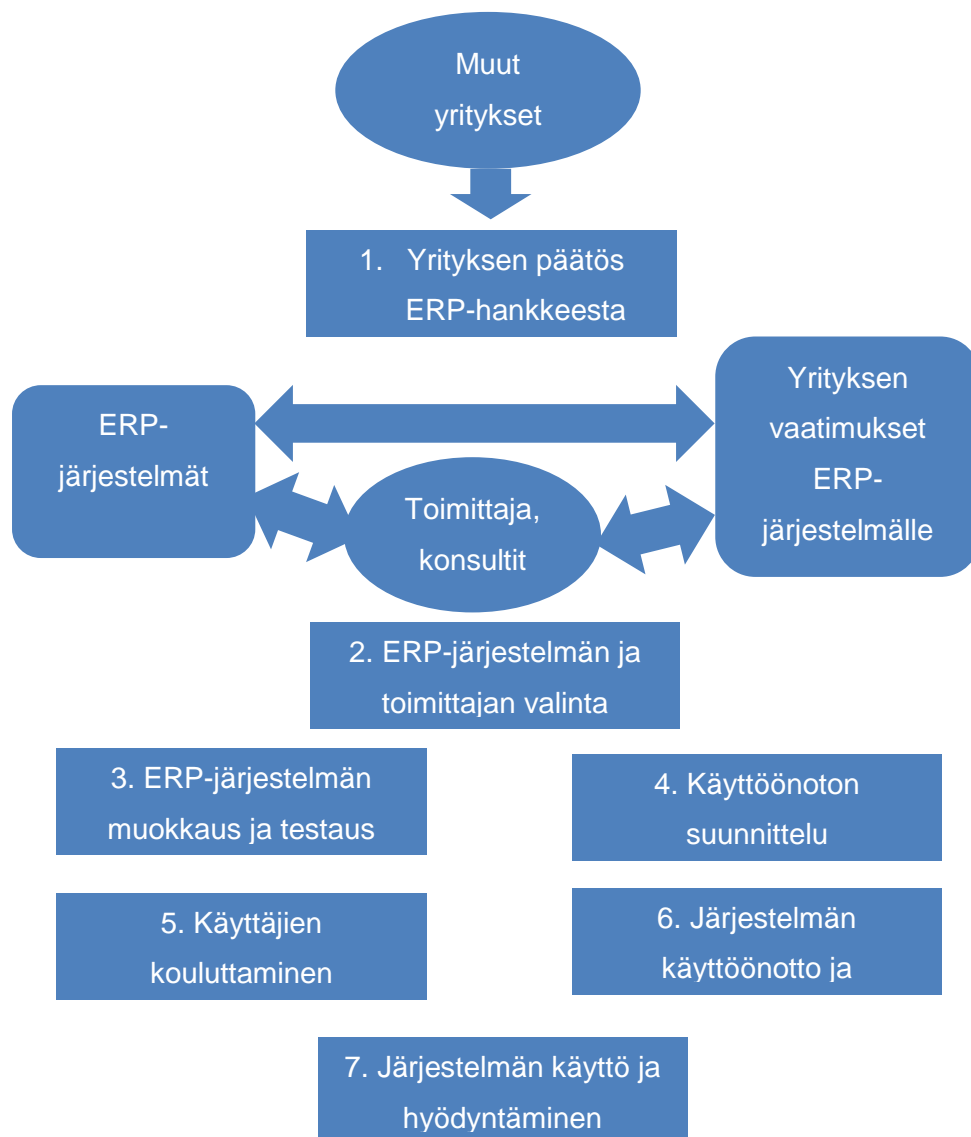 Muut
yritykset
1. Yrityksen päätös
ERP-hankkeesta
ERP-
järjestelmät
Yrityksen
vaatimukset
ERP-
järjestelmälle
Toimittaja,
konsultit
2. ERP-järjestelmän ja
toimittajan valinta
3. ERP-järjestelmän
muokkaus ja testaus
4. Käyttöönoton
suunnittelu
5. Käyttäjien
kouluttaminen
6. Järjestelmän
käyttöönotto ja
7. Järjestelmän käyttö ja
hyödyntäminen